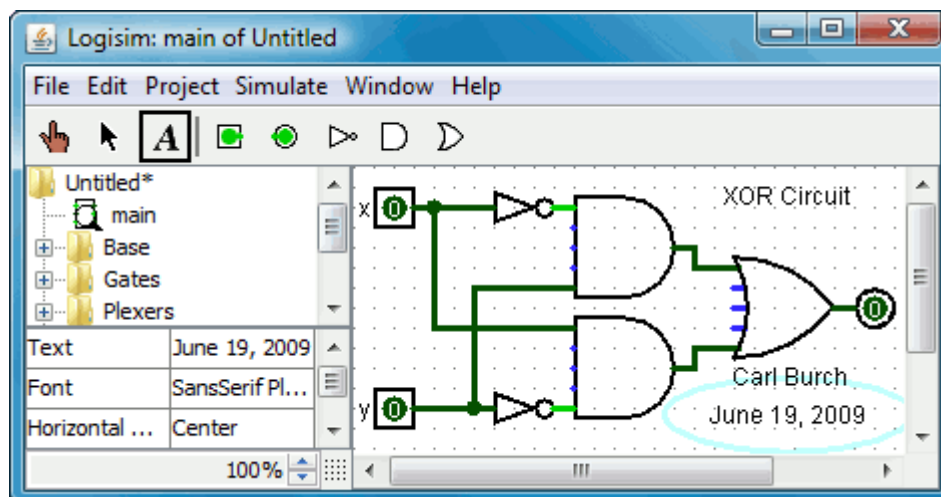 Logisim: main of Untitled
File Edit Project Simulate Window Help
A
Untitled*
main
Base
Gates
Plexers
Text June 19, 2009
Font SansSerif Pl...
Horizontal ... Center
100%
x 0
XOR Circuit
0
y 0
Carl Burch
June 19, 2009